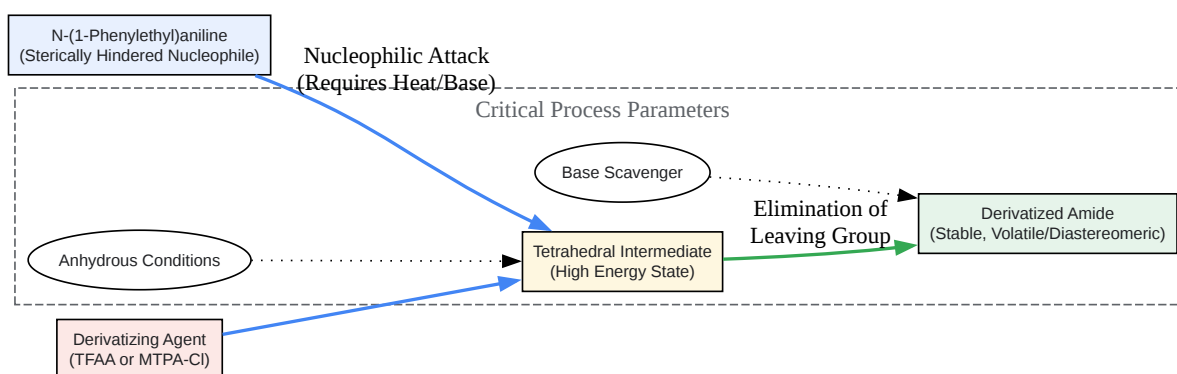 N-(1-Phenylethyl)aniline
(Sterically Hindered Nucleophile)
Nucleophilic Attack
(Requires Heat/Base)
Critical Process Parameters
Base Scavenger
Anhydrous Conditions
Tetrahedral Intermediate
(High Energy State)
Elimination of
Leaving Group
Derivatized Amide
(Stable, Volatile/Diastereomeric)
Derivatizing Agent
(TFAA or MTPA-Cl)